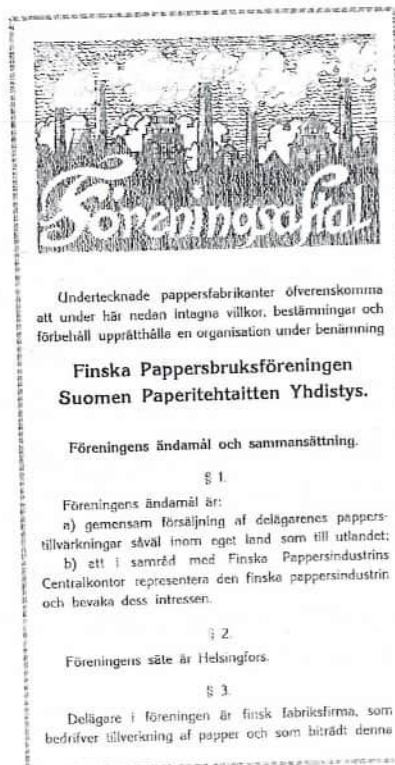 Föreningsaftal
Undertecknade pappersfabrikanter öfverenskomma
att under här nedan intagna villkor, bestämningar och
förbehåll upprätthålla en organisation under benämning
Finska Pappersbruksföreningen
Suomen Paperitehtaitten Yhdistys.
Föreningens ändamål och sammansättning.
§ 1.
Föreningens ändamål är:
a) gemensam försäljning af delägarenes pappers-
tillvärkningar såväl inom eget land som till utlandet;
b) att i samråd med Finska Pappersindustrins
Centralkontor representera den finska pappersindustrin
och bevaka dess intressen.
§ 2.
Föreningens säte är Helsingfors.
§ 3.
Delägare i föreningen är finsk fabriksfirma, som
bedrifver tillverkning af papper och som biträdt denna